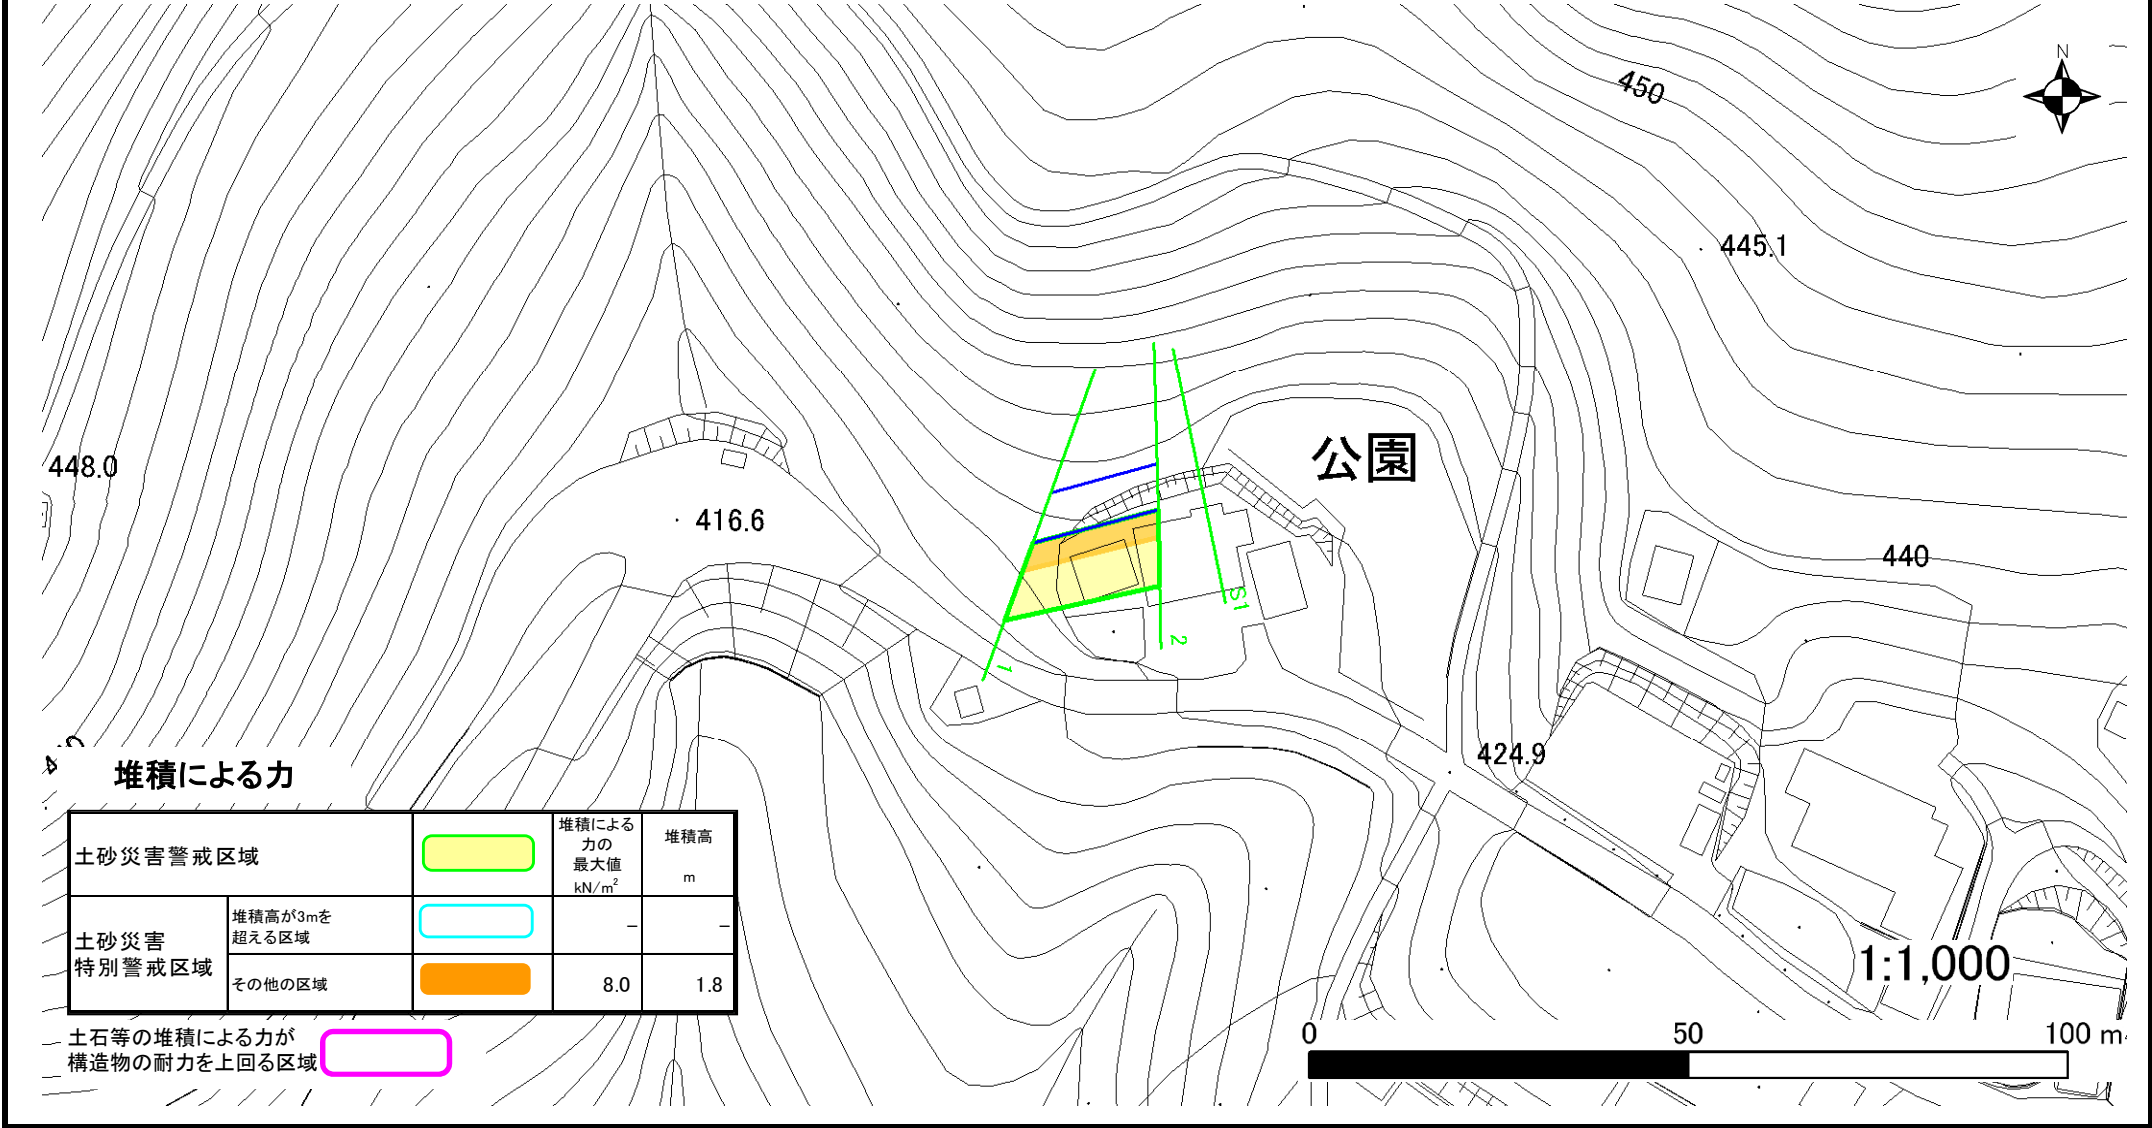 N
450
445.1
公園
448.0
416.6
440
S1
2
1
424.9
堆積による力
土砂災害警戒区域
堆積による
力の
最大値
kN/m²
堆積高
m
土砂災害
特別警戒区域
堆積高が3mを
超える区域
-
-
その他の区域
8.0
1.8
土石等の堆積による力が
構造物の耐力を上回る区域
1:1,000
0
50
100 m